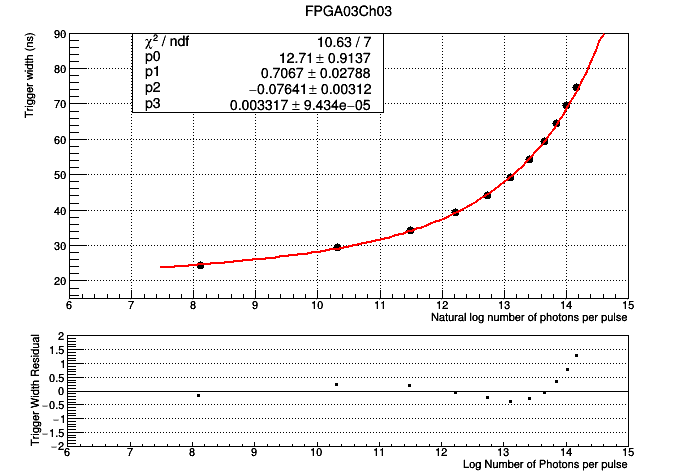 FPGA03Ch03
χ² / ndf 10.63 / 7
p0 12.71 ± 0.9137
p1 0.7067 ± 0.02788
p2 −0.07641 ± 0.00312
p3 0.003317 ± 9.434e−05
Trigger width (ns)
90
80
70
60
50
40
30
20
6 7 8 9 10 11 12 13 14 15
Natural log number of photons per pulse
Trigger Width Residual
2
1.5
1
0.5
0
−0.5
−1
−1.5
−2
6 7 8 9 10 11 12 13 14 15
Log Number of Photons per pulse